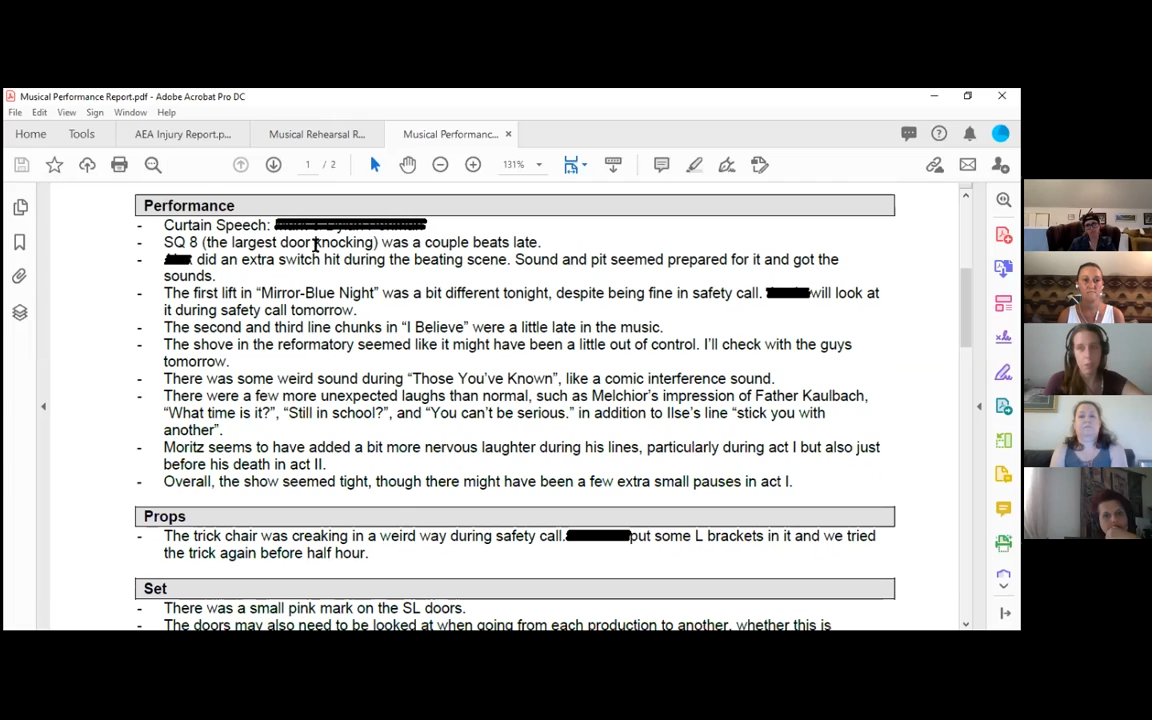 Musical Performance Report.pdf - Adobe Acrobat Pro DC
File Edit View Sign Window Help
Home Tools AEA Injury Report.p... Musical Rehearsal R... Musical Performanc... ×
1 / 2 131%
Performance
- Curtain Speech:
- SQ 8 (the largest door knocking) was a couple beats late.
- did an extra switch hit during the beating scene. Sound and pit seemed prepared for it and got the
sounds.
- The first lift in “Mirror-Blue Night” was a bit different tonight, despite being fine in safety call. will look at
it during safety call tomorrow.
- The second and third line chunks in “I Believe” were a little late in the music.
- The shove in the reformatory seemed like it might have been a little out of control. I’ll check with the guys
tomorrow.
- There was some weird sound during “Those You’ve Known”, like a comic interference sound.
- There were a few more unexpected laughs than normal, such as Melchior’s impression of Father Kaulbach,
“What time is it?”, “Still in school?”, and “You can’t be serious.” in addition to Ilse’s line “stick you with
another”.
- Moritz seems to have added a bit more nervous laughter during his lines, particularly during act I but also just
before his death in act II.
- Overall, the show seemed tight, though there might have been a few extra small pauses in act I.
Props
- The trick chair was creaking in a weird way during safety call. put some L brackets in it and we tried
the trick again before half hour.
Set
- There was a small pink mark on the SL doors.
- The doors may also need to be looked at when going from each production to another, whether this is